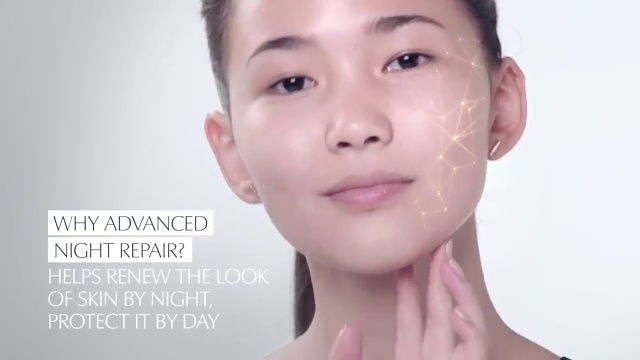 WHY ADVANCED
NIGHT REPAIR?
HELPS RENEW THE LOOK
OF SKIN BY NIGHT,
PROTECT IT BY DAY